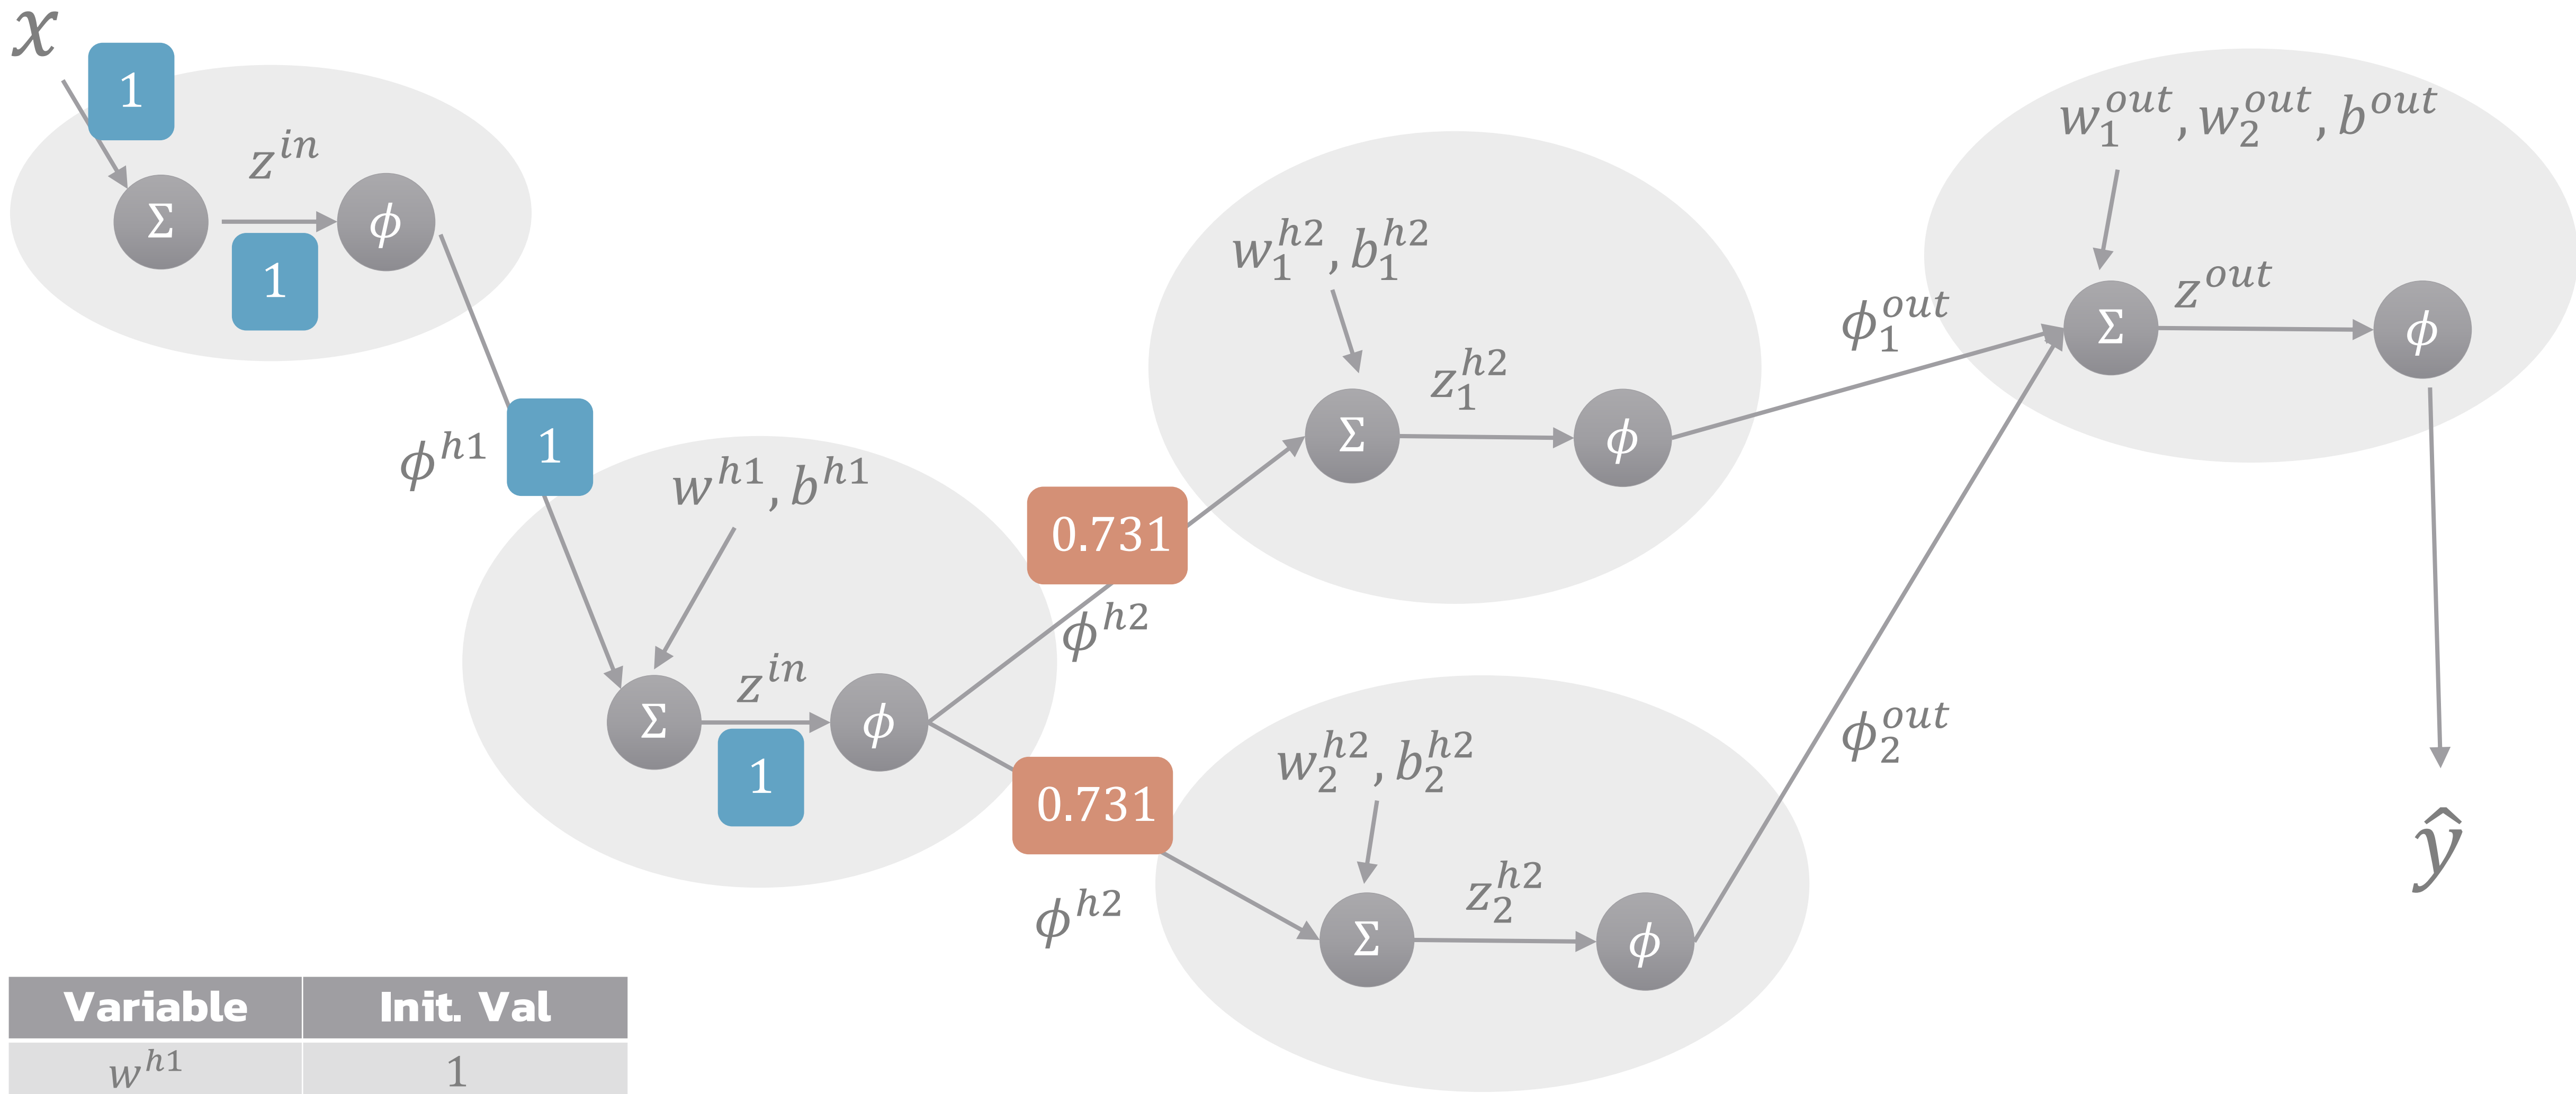 x
1
z^{in}
Σ
ϕ
1
ϕ^{h1}
1
w^{h1}, b^{h1}
Σ
z^{in}
ϕ
1
0.731
ϕ^{h2}
0.731
ϕ^{h2}
w_1^{h2}, b_1^{h2}
Σ
z_1^{h2}
ϕ
w_2^{h2}, b_2^{h2}
Σ
z_2^{h2}
ϕ
ϕ_1^{out}
ϕ_2^{out}
w_1^{out}, w_2^{out}, b^{out}
Σ
z^{out}
ϕ
ŷ
Variable Init. Val
w^{h1} 1